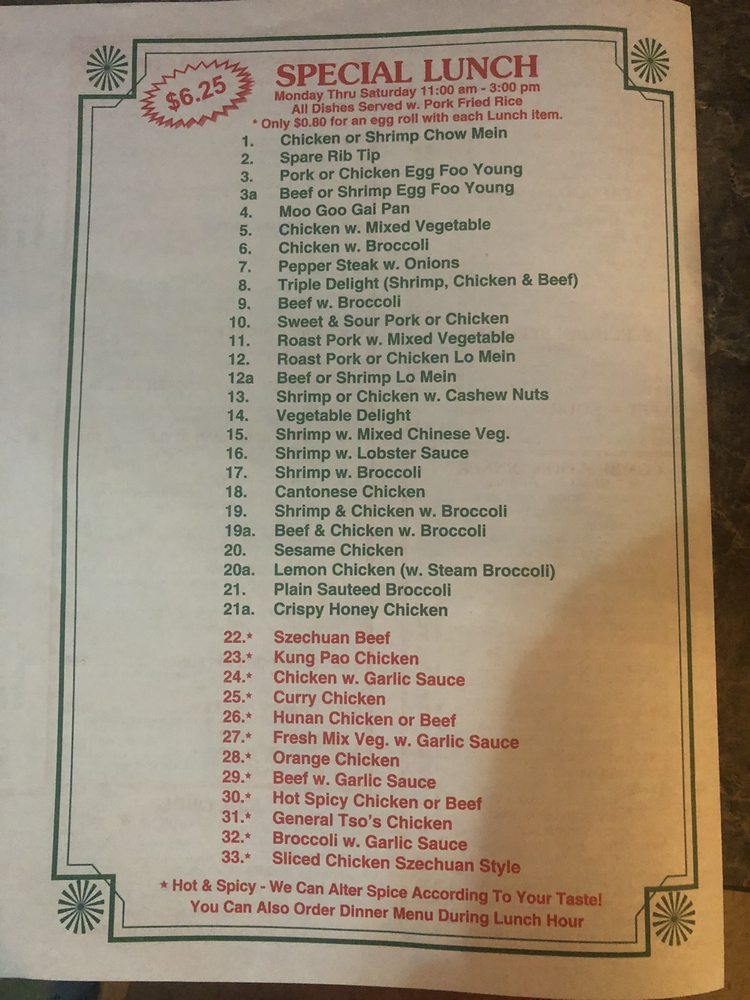 $6.25
SPECIAL LUNCH
Monday Thru Saturday 11:00 am - 3:00 pm
All Dishes Served w. Pork Fried Rice
* Only $0.80 for an egg roll with each Lunch item.
1. Chicken or Shrimp Chow Mein
2. Spare Rib Tip
3. Pork or Chicken Egg Foo Young
3a Beef or Shrimp Egg Foo Young
4. Moo Goo Gai Pan
5. Chicken w. Mixed Vegetable
6. Chicken w. Broccoli
7. Pepper Steak w. Onions
8. Triple Delight (Shrimp, Chicken & Beef)
9. Beef w. Broccoli
10. Sweet & Sour Pork or Chicken
11. Roast Pork w. Mixed Vegetable
12. Roast Pork or Chicken Lo Mein
12a Beef or Shrimp Lo Mein
13. Shrimp or Chicken w. Cashew Nuts
14. Vegetable Delight
15. Shrimp w. Mixed Chinese Veg.
16. Shrimp w. Lobster Sauce
17. Shrimp w. Broccoli
18. Cantonese Chicken
19. Shrimp & Chicken w. Broccoli
19a. Beef & Chicken w. Broccoli
20. Sesame Chicken
20a. Lemon Chicken (w. Steam Broccoli)
21. Plain Sauteed Broccoli
21a. Crispy Honey Chicken
22.* Szechuan Beef
23.* Kung Pao Chicken
24.* Chicken w. Garlic Sauce
25.* Curry Chicken
26.* Hunan Chicken or Beef
27.* Fresh Mix Veg. w. Garlic Sauce
28.* Orange Chicken
29.* Beef w. Garlic Sauce
30.* Hot Spicy Chicken or Beef
31.* General Tso's Chicken
32.* Broccoli w. Garlic Sauce
33.* Sliced Chicken Szechuan Style
* Hot & Spicy - We Can Alter Spice According To Your Taste!
You Can Also Order Dinner Menu During Lunch Hour